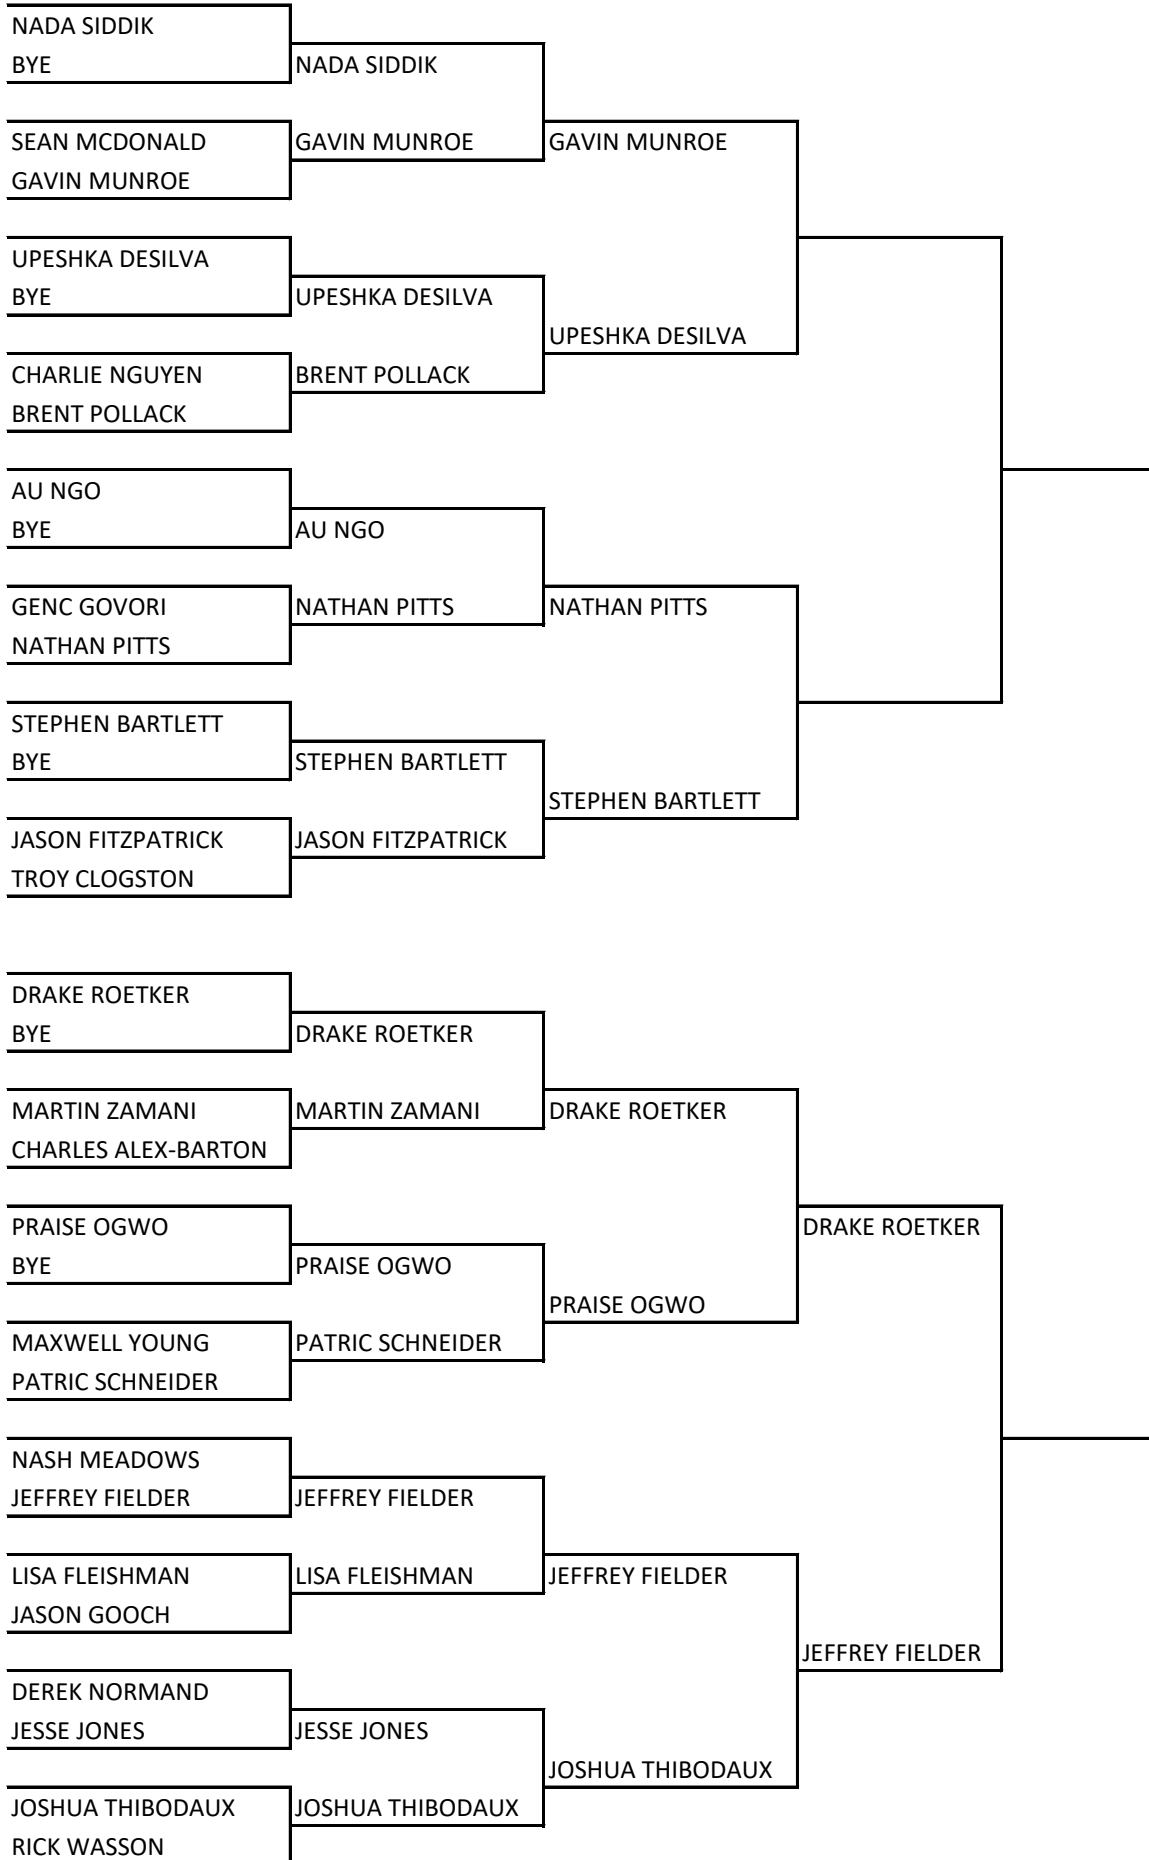 NADA SIDDIK
BYE
NADA SIDDIK
SEAN MCDONALD
GAVIN MUNROE
GAVIN MUNROE
GAVIN MUNROE
UPESHKA DESILVA
BYE
UPESHKA DESILVA
UPESHKA DESILVA
CHARLIE NGUYEN
BRENT POLLACK
BRENT POLLACK
AU NGO
BYE
AU NGO
GENC GOVORI
NATHAN PITTS
NATHAN PITTS
NATHAN PITTS
STEPHEN BARTLETT
BYE
STEPHEN BARTLETT
STEPHEN BARTLETT
JASON FITZPATRICK
JASON FITZPATRICK
TROY CLOGSTON
DRAKE ROETKER
BYE
DRAKE ROETKER
MARTIN ZAMANI
MARTIN ZAMANI
DRAKE ROETKER
CHARLES ALEX-BARTON
PRAISE OGWO
DRAKE ROETKER
BYE
PRAISE OGWO
PRAISE OGWO
MAXWELL YOUNG
PATRIC SCHNEIDER
PATRIC SCHNEIDER
NASH MEADOWS
JEFFREY FIELDER
JEFFREY FIELDER
LISA FLEISHMAN
LISA FLEISHMAN
JEFFREY FIELDER
JASON GOOCH
JEFFREY FIELDER
DEREK NORMAND
JESSE JONES
JESSE JONES
JOSHUA THIBODAUX
JOSHUA THIBODAUX
JOSHUA THIBODAUX
RICK WASSON